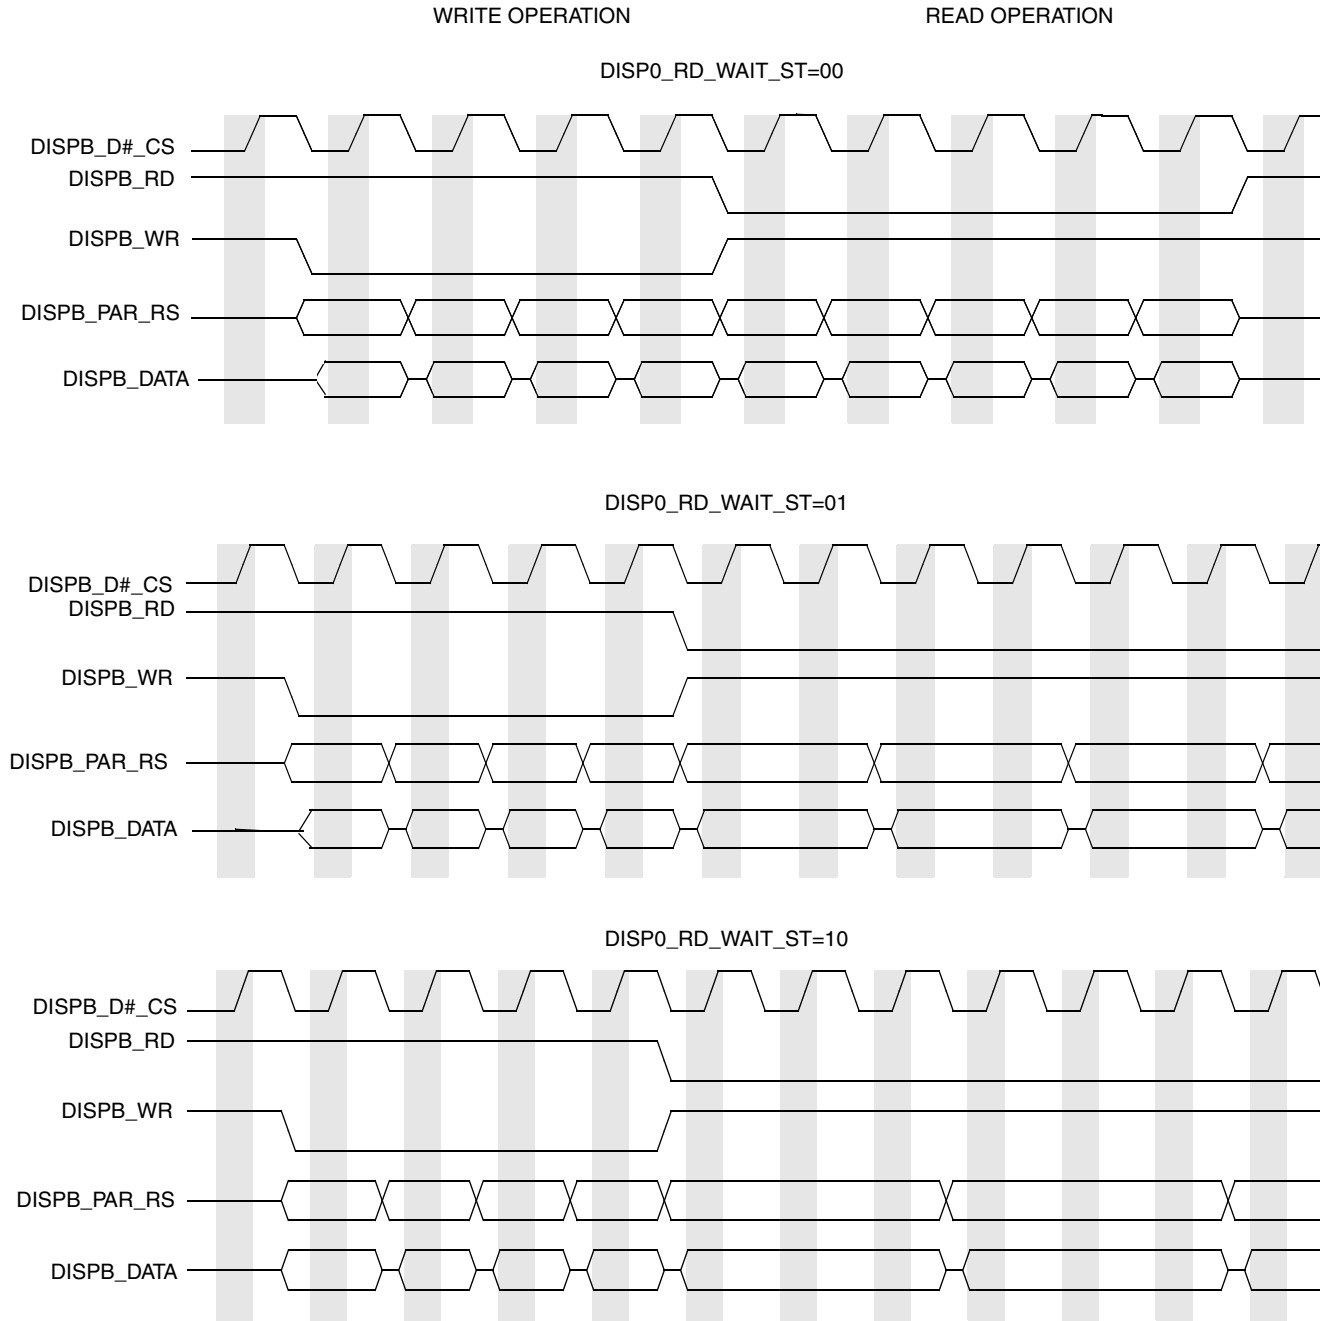 WRITE OPERATION READ OPERATION
DISP0_RD_WAIT_ST=00
DISPB_D#_CS
DISPB_RD
DISPB_WR
DISPB_PAR_RS
DISPB_DATA
DISP0_RD_WAIT_ST=01
DISPB_D#_CS
DISPB_RD
DISPB_WR
DISPB_PAR_RS
DISPB_DATA
DISP0_RD_WAIT_ST=10
DISPB_D#_CS
DISPB_RD
DISPB_WR
DISPB_PAR_RS
DISPB_DATA